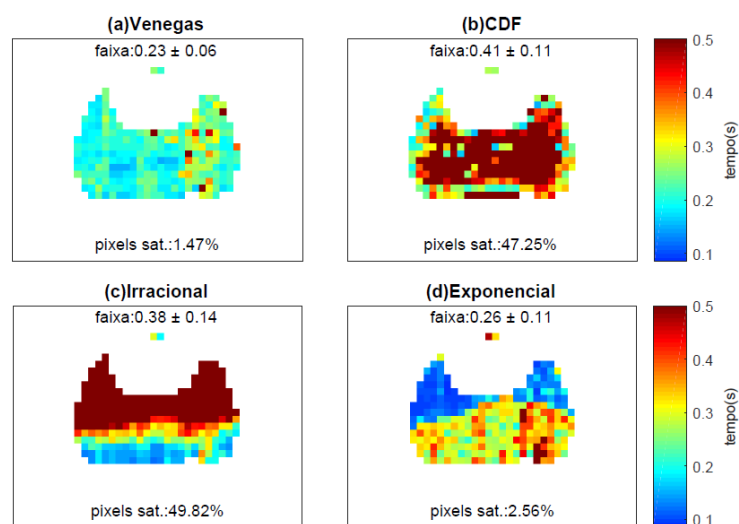 (a)Venegas
faixa:0.23 ± 0.06
pixels sat.:1.47%
(b)CDF
faixa:0.41 ± 0.11
pixels sat.:47.25%
0.5
0.4
0.3
0.2
0.1
tempo(s)
(c)Irracional
faixa:0.38 ± 0.14
pixels sat.:49.82%
(d)Exponencial
faixa:0.26 ± 0.11
pixels sat.:2.56%
0.5
0.4
0.3
0.2
0.1
tempo(s)